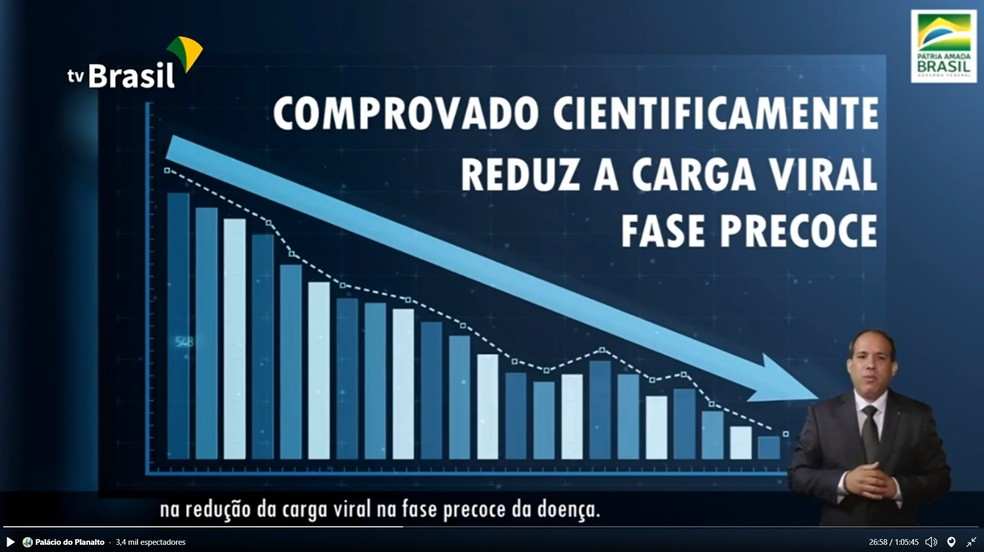 tv Brasil
PÁTRIA AMADA
BRASIL
GOVERNO FEDERAL
COMPROVADO CIENTIFICAMENTE
REDUZ A CARGA VIRAL
FASE PRECOCE
548
na redução da carga viral na fase precoce da doença.
Palácio do Planalto · 3,4 mil espectadores
26:58 / 1:05:45